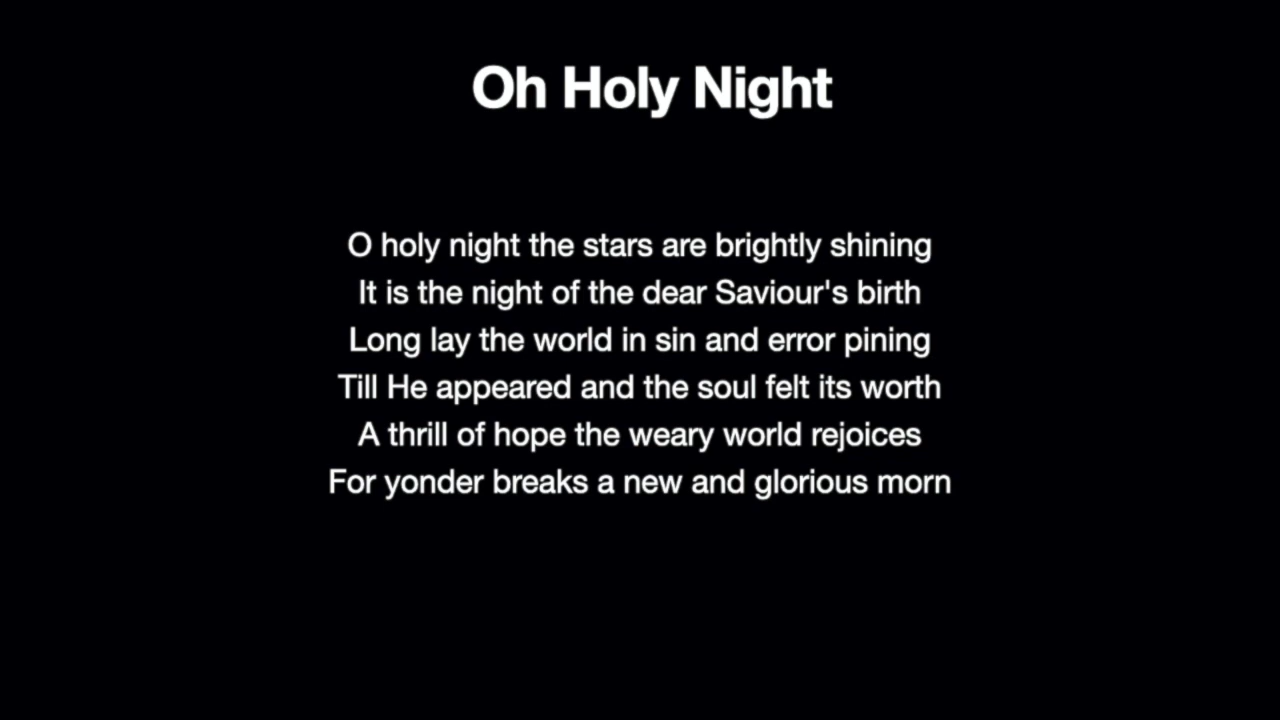 Oh Holy Night
O holy night the stars are brightly shining
It is the night of the dear Saviour's birth
Long lay the world in sin and error pining
Till He appeared and the soul felt its worth
A thrill of hope the weary world rejoices
For yonder breaks a new and glorious morn